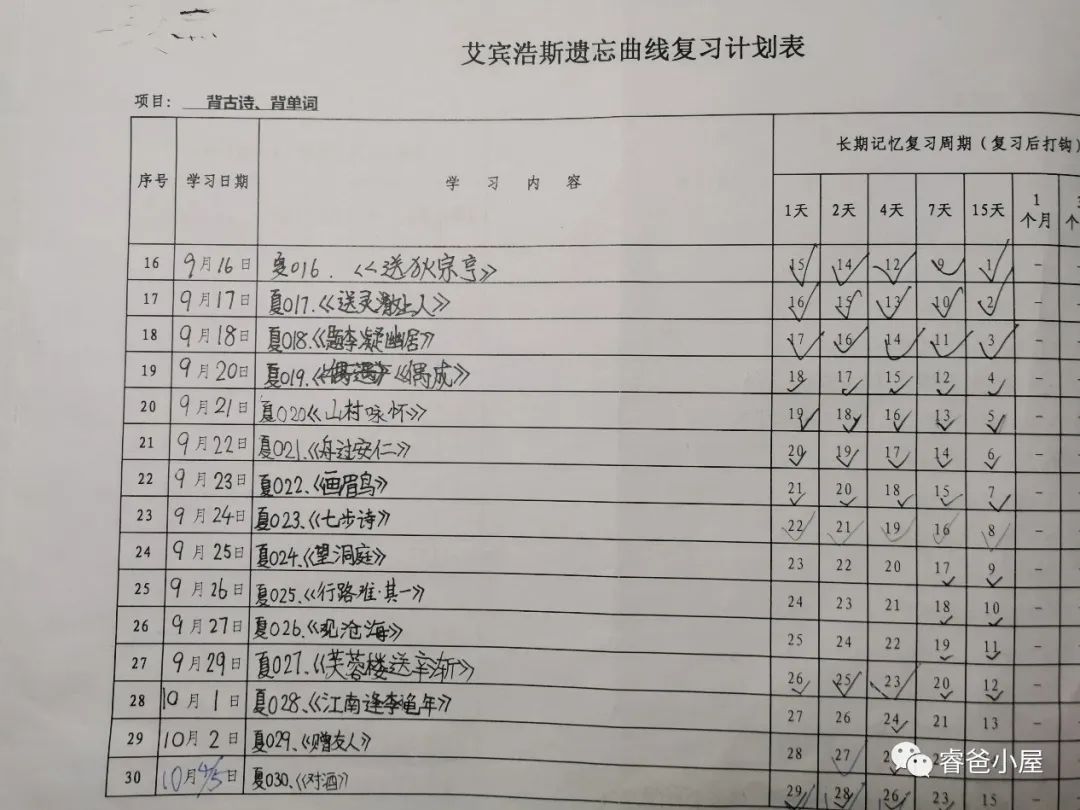 艾宾浩斯遗忘曲线复习计划表
项目： 背古诗、背单词
序号 学习日期 学 习 内 容 长期记忆复习周期（复习后打钩）
1天 2天 4天 7天 15天 1个月
16 9月16日 夏016.《送狄宗亨》 15 14 12 9 1 -
17 9月17日 夏017.《送灵澈上人》 16 15 13 10 2 -
18 9月18日 夏018.《题李凝幽居》 17 16 14 11 3 -
19 9月20日 夏019.《偶成》 18 17 15 12 4 -
20 9月21日 夏020《山村咏怀》 19 18 16 13 5 -
21 9月22日 夏021.《舟过安仁》 20 19 17 14 6 -
22 9月23日 夏022.《画眉鸟》 21 20 18 15 7 -
23 9月24日 夏023.《七步诗》 22 21 19 16 8 -
24 9月25日 夏024.《望洞庭》 23 22 20 17 9 -
25 9月26日 夏025.《行路难·其一》 24 23 21 18 10 -
26 9月27日 夏026.《观沧海》 25 24 22 19 11 -
27 9月29日 夏027.《芙蓉楼送辛渐》 26 25 23 20 12 -
28 10月1日 夏028.《江南逢李龟年》 27 26 24 21 13 -
29 10月2日 夏029.《赠友人》 28 27 -
30 10月4/5日 夏030.《对酒》 29 28 26 23 15 -
睿爸小屋